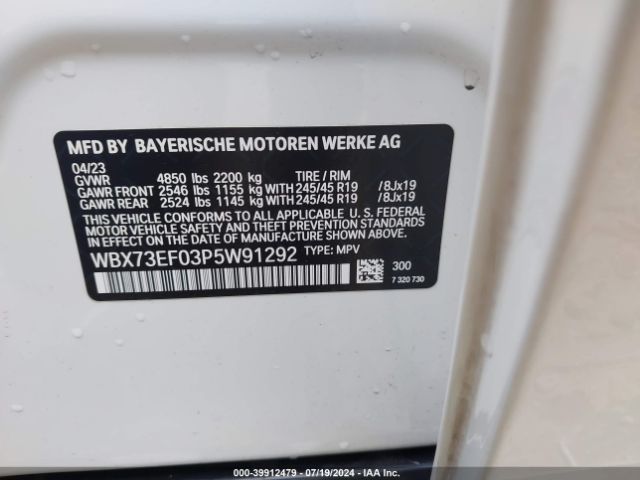 MFD BY BAYERISCHE MOTOREN WERKE AG
04/23
GVWR 4850 lbs 2200 kg TIRE / RIM
GAWR FRONT 2546 lbs 1155 kg WITH 245/45 R19 /8Jx19
GAWR REAR 2524 lbs 1145 kg WITH 245/45 R19 /8Jx19
THIS VEHICLE CONFORMS TO ALL APPLICABLE U. S. FEDERAL
MOTOR VEHICLE SAFETY AND THEFT PREVENTION STANDARDS
IN EFFECT ON THE DATE OF MANUFACTURE SHOWN ABOVE.
WBX73EF03P5W91292 TYPE: MPV
300
7 320 730
000-39912479 - 07/19/2024 - IAA Inc.